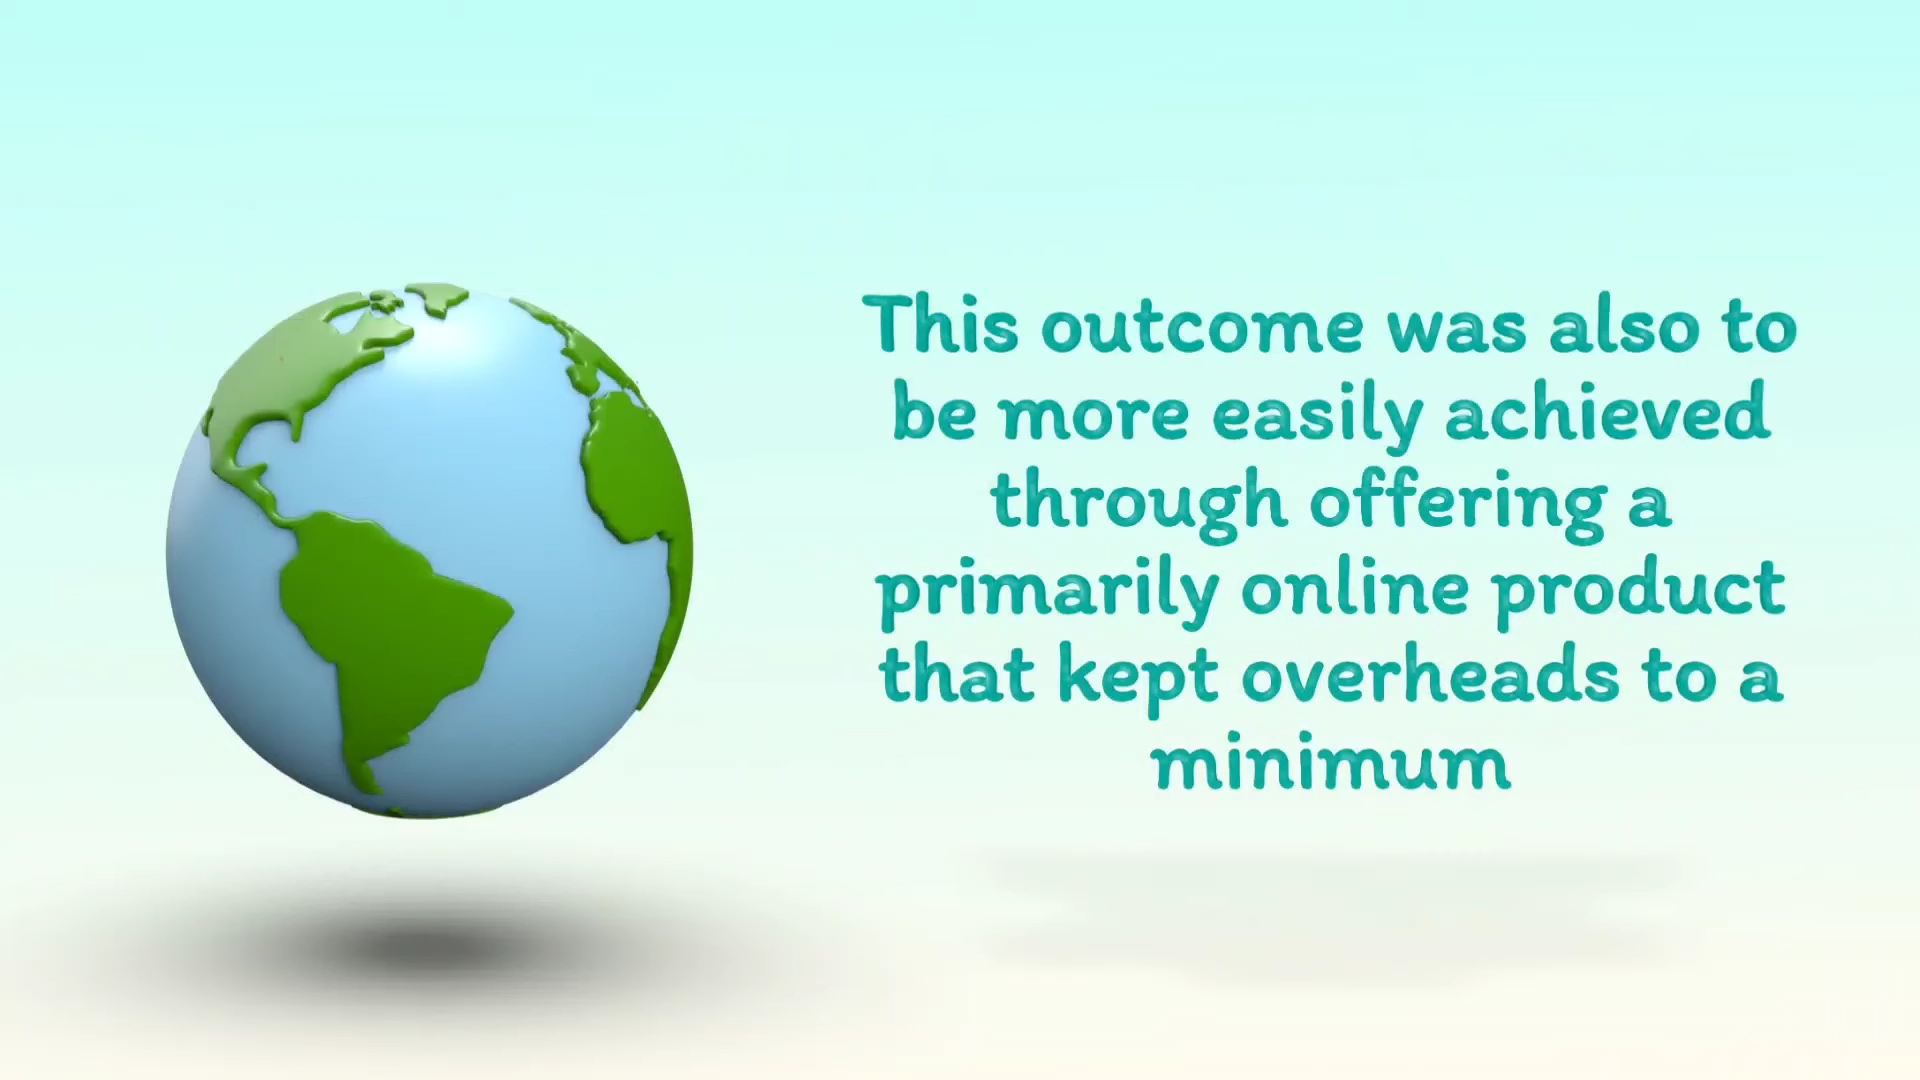 This outcome was also to
be more easily achieved
through offering a
primarily online product
that kept overheads to a
minimum